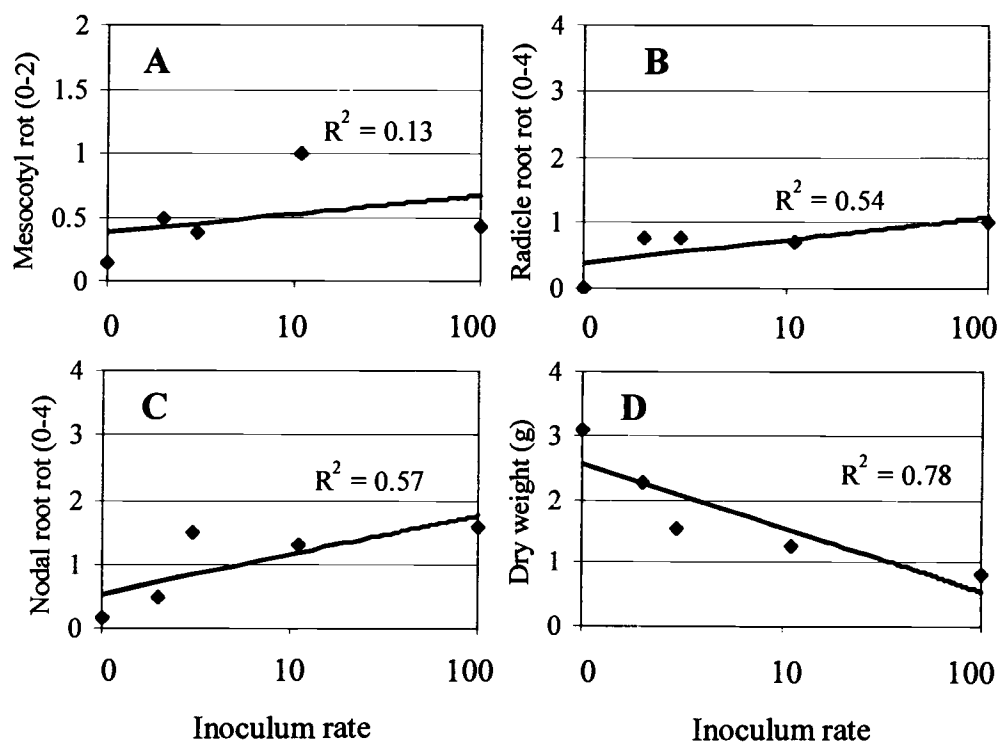 A
Mesocotyl rot (0-2)
2
1.5
1
0.5
0
R² = 0.13
0 10 100
B
Radicle root rot (0-4)
4
3
2
1
0
R² = 0.54
0 10 100
C
Nodal root rot (0-4)
4
3
2
1
0
R² = 0.57
0 10 100
Inoculum rate
D
Dry weight (g)
4
3
2
1
0
R² = 0.78
0 10 100
Inoculum rate